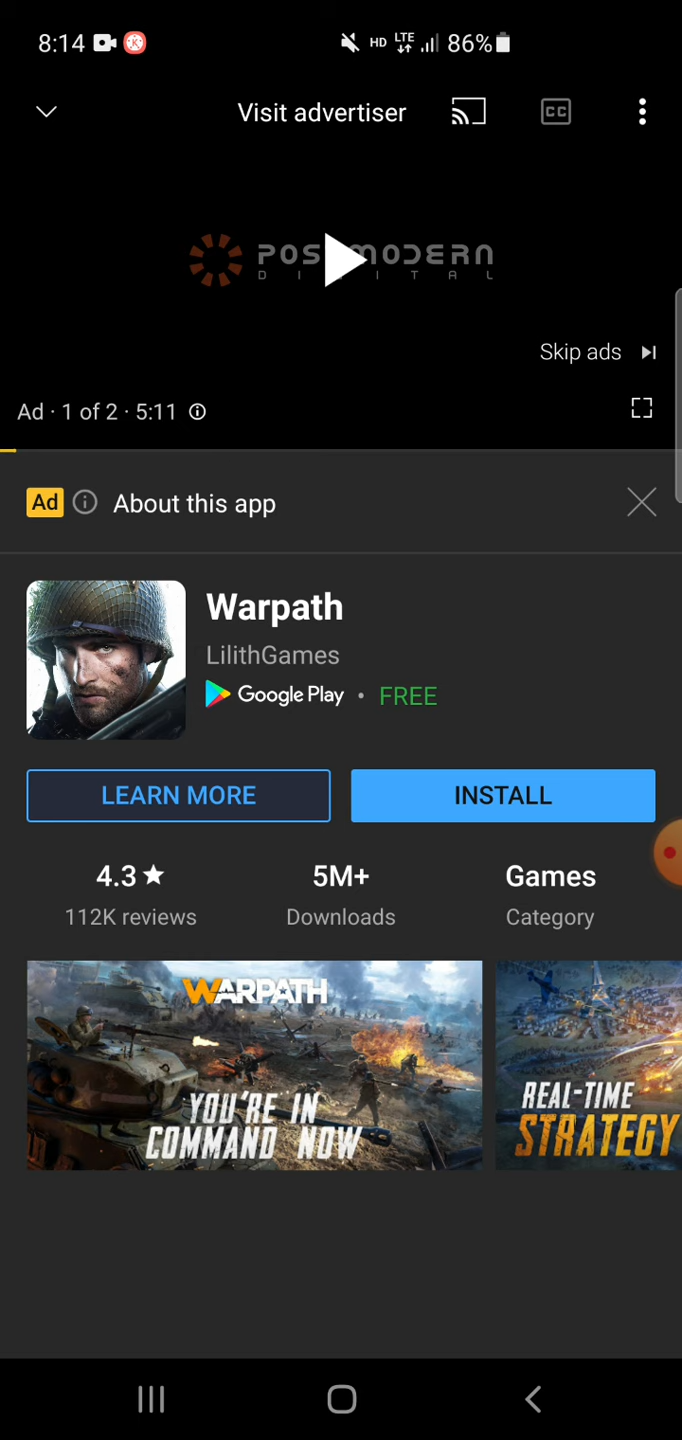 8:14 HD LTE 86%
Visit advertiser CC
POSTMODERN
DIGITAL
Skip ads
Ad · 1 of 2 · 5:11
Ad About this app
Warpath
LilithGames
Google Play • FREE
LEARN MORE INSTALL
4.3 5M+ Games
112K reviews Downloads Category
WARPATH
YOU'RE IN
COMMAND NOW
REAL-TIME
STRATEGY